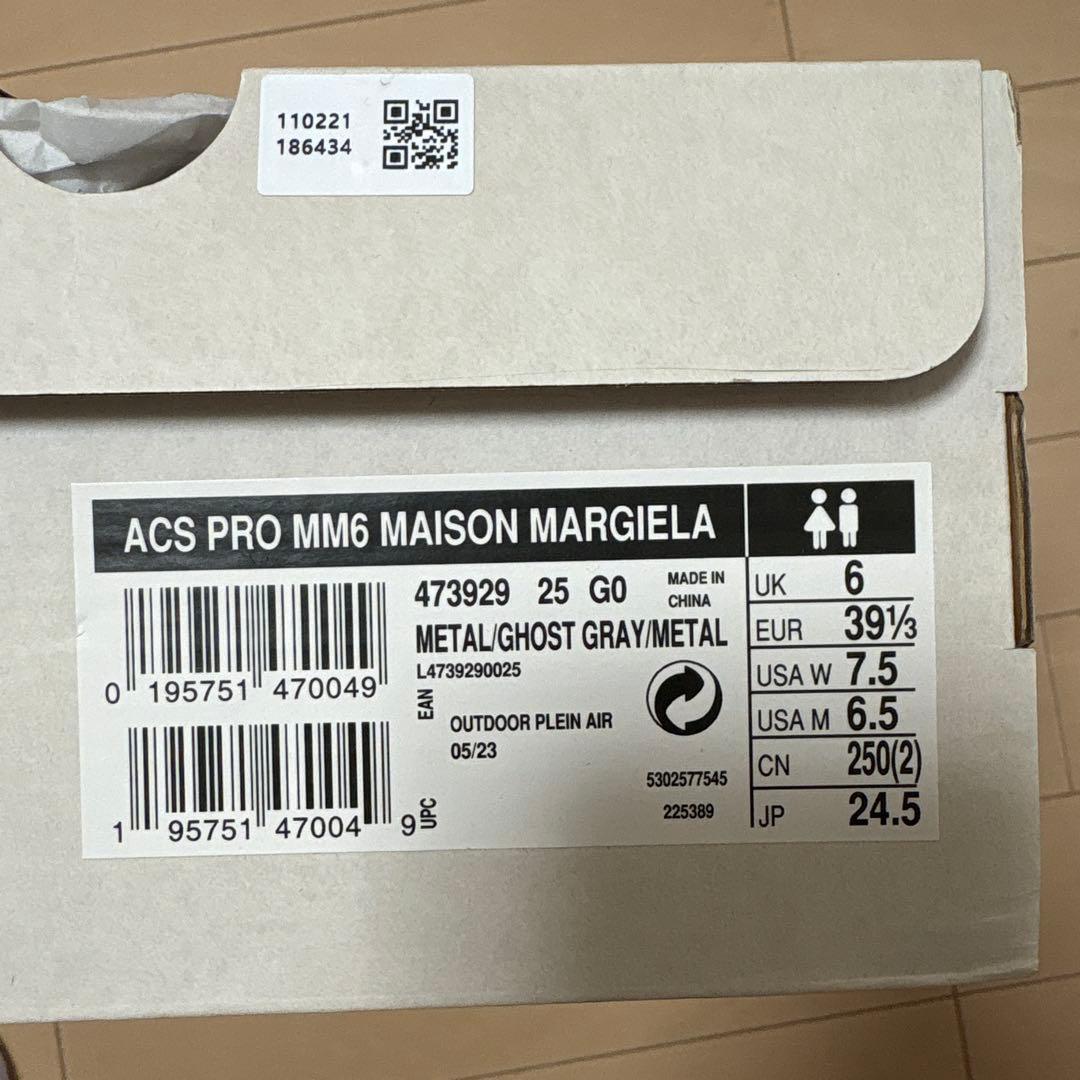 110221
186434
ACS PRO MM6 MAISON MARGIELA
473929 25 G0
MADE IN
CHINA
METAL/GHOST GRAY/METAL
L4739290025
EAN
0 195751 470049
OUTDOOR PLEIN AIR
05/23
5302577545
225389
1 95751 47004 9
UPC
UK 6
EUR 39⅓
USA W 7.5
USA M 6.5
CN 250(2)
JP 24.5